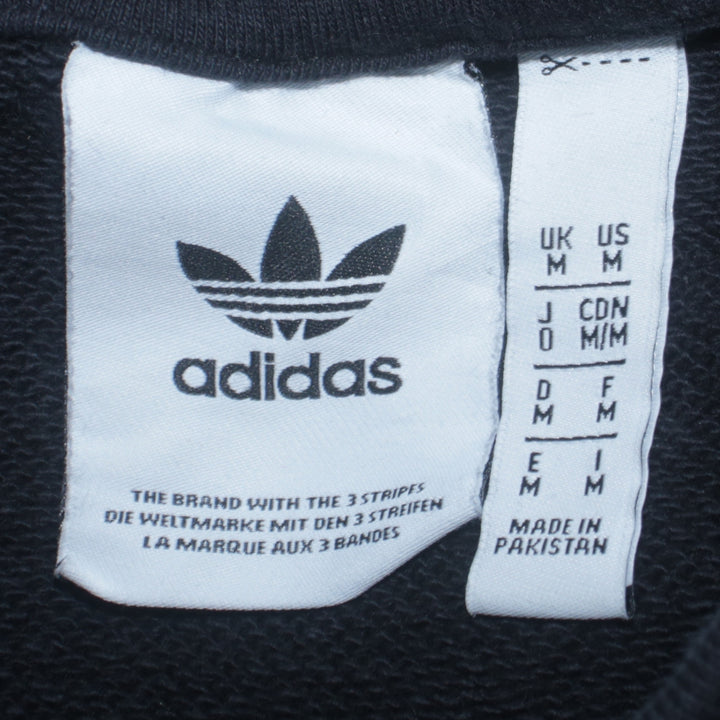 adidas
THE BRAND WITH THE 3 STRIPES
DIE WELTMARKE MIT DEN 3 STREIFEN
LA MARQUE AUX 3 BANDES
UK US
M M
J CDN
O M/M
D F
M M
E I
M M
MADE IN
PAKISTAN